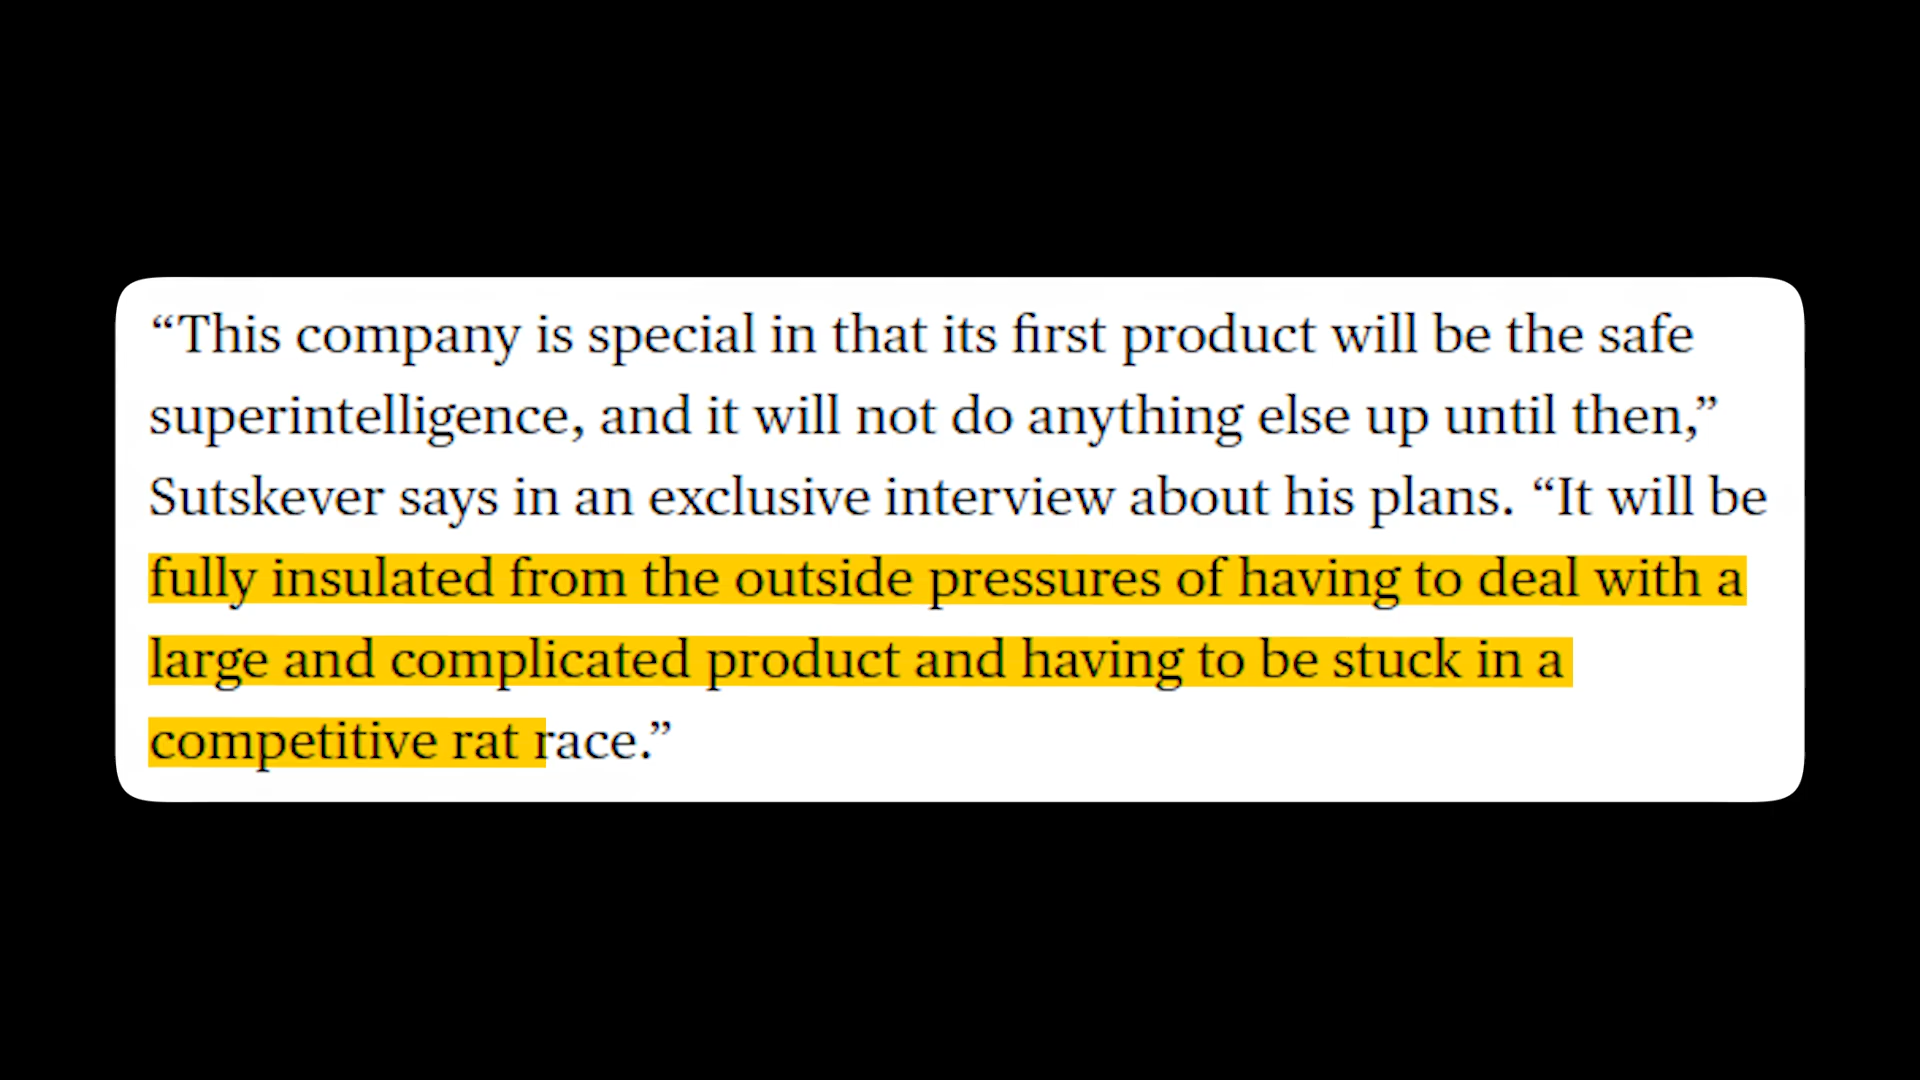 “This company is special in that its first product will be the safe
superintelligence, and it will not do anything else up until then,”
Sutskever says in an exclusive interview about his plans. “It will be
fully insulated from the outside pressures of having to deal with a
large and complicated product and having to be stuck in a
competitive rat race.”